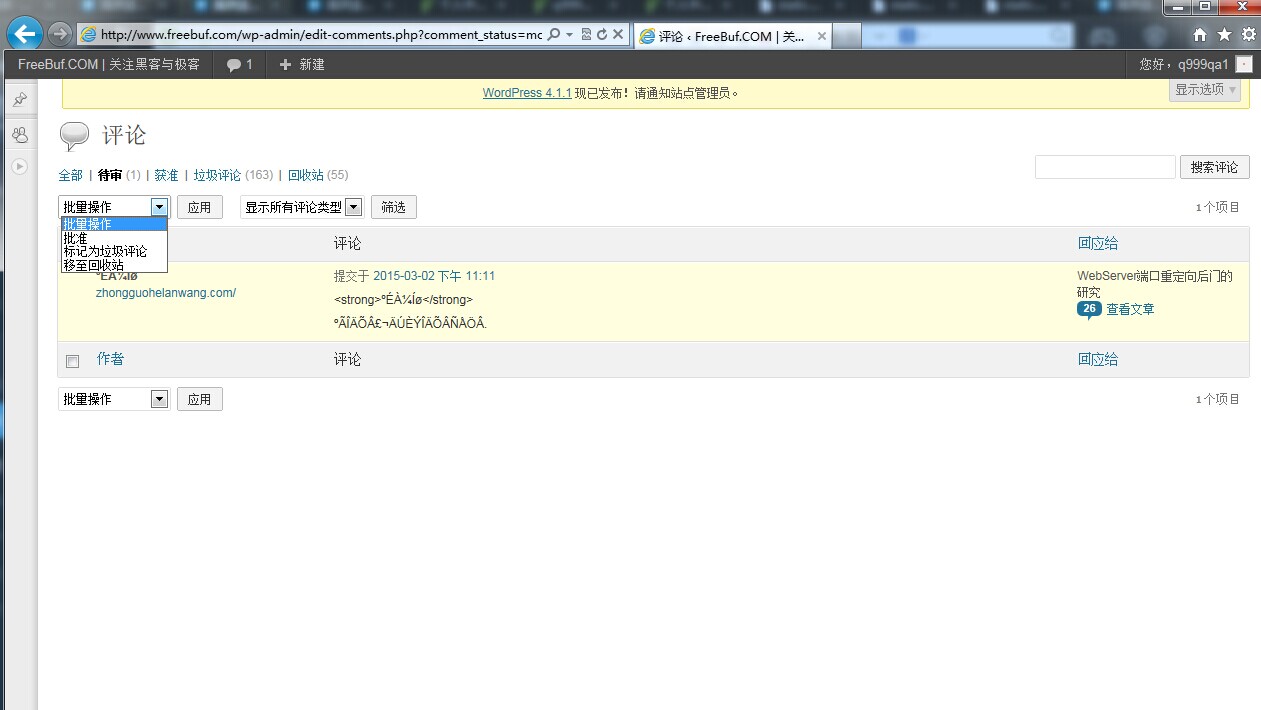 http://www.freebuf.com/wp-admin/edit-comments.php?comment_status=mc
评论 ‹ FreeBuf.COM | 关...
FreeBuf.COM | 关注黑客与极客
1
新建
您好，q999qa1
WordPress 4.1.1 现已发布！请通知站点管理员。
显示选项
评论
全部 | 待审 (1) | 获准 | 垃圾评论 (163) | 回收站 (55)
搜索评论
批量操作 应用 显示所有评论类型 筛选
1 个项目
批量操作
批准
标记为垃圾评论
移至回收站
评论 回应给
提交于 2015-03-02 下午 11:11
zhongguohelanwang.com/
<strong>ºÉÀ¼Íø</strong>
ºÃÎÄÕÂ£¬ÄÚÈÝÎÄÕÂÑÀÖÂ.
WebServer端口重定向后门的
研究
26 查看文章
作者 评论 回应给
批量操作 应用
1 个项目